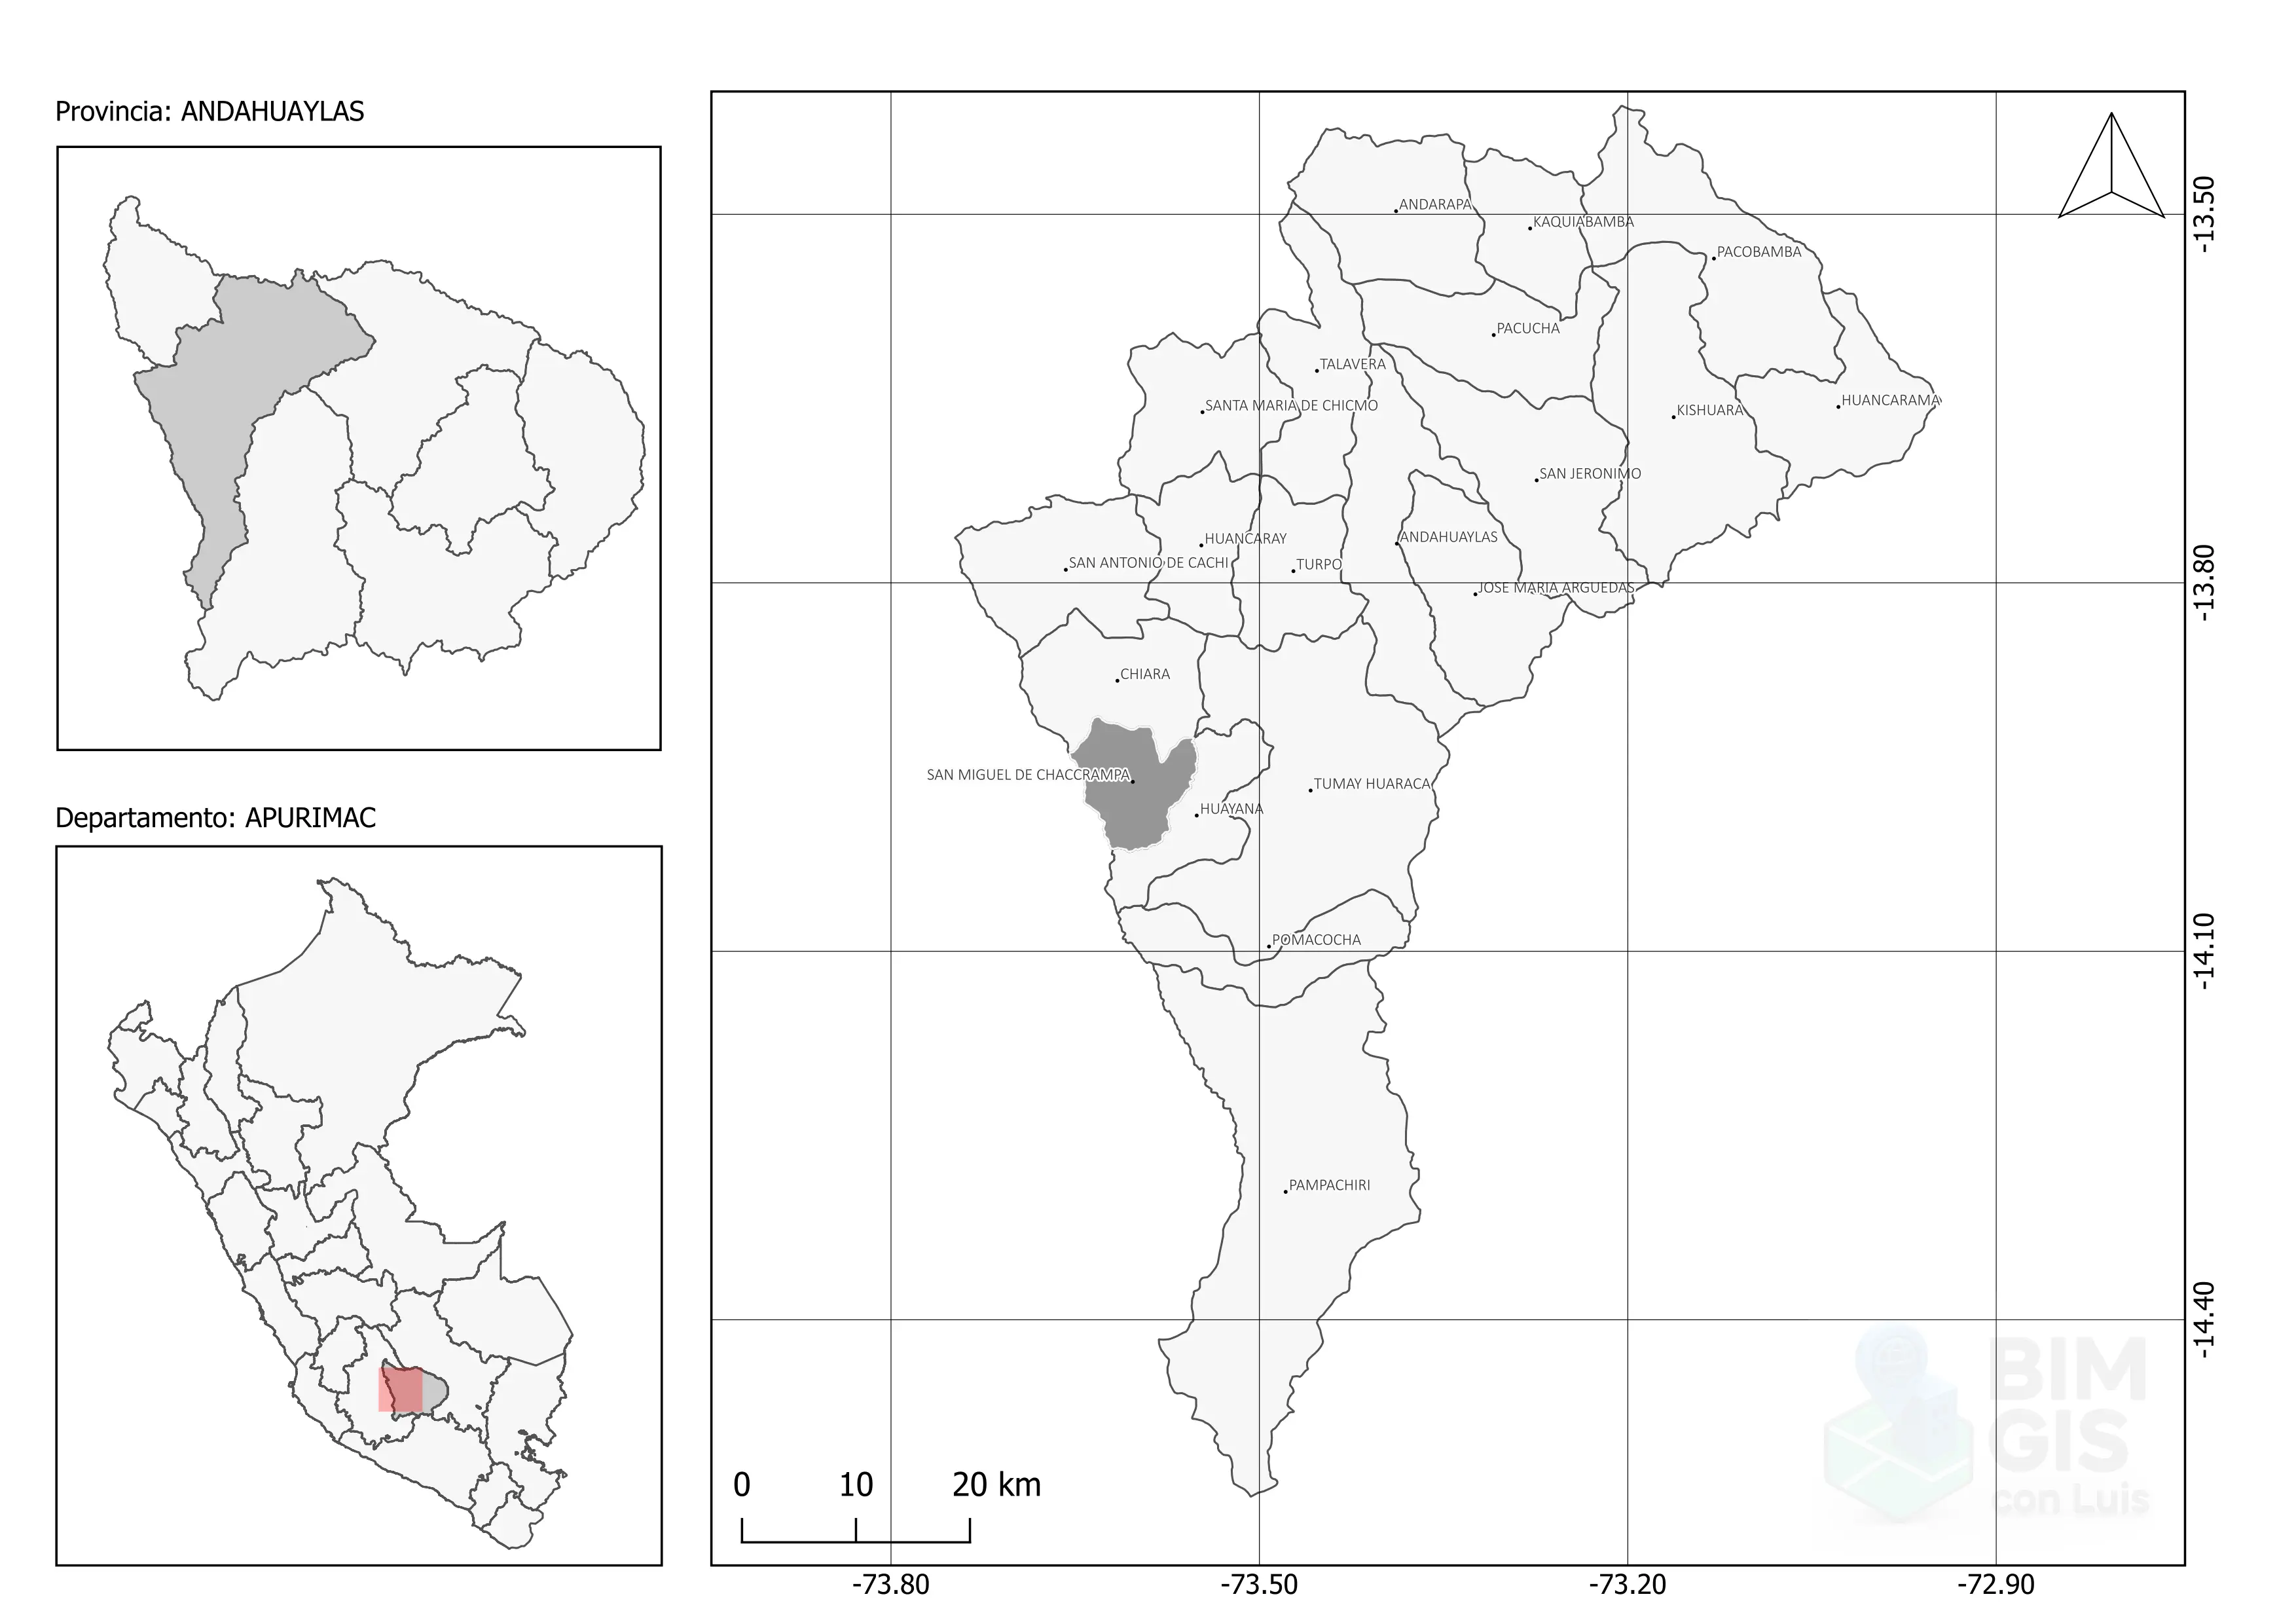 Provincia: ANDAHUAYLAS
Departamento: APURIMAC
ANDARAPA
KAQUIABAMBA
PACOBAMBA
PACUCHA
TALAVERA
SANTA MARIA DE CHICMO
KISHUARA
HUANCARAMA
SAN JERONIMO
HUANCARAY
ANDAHUAYLAS
SAN ANTONIO DE CACHI
TURPO
JOSE MARIA ARGUEDAS
CHIARA
SAN MIGUEL DE CHACCRAMPA
TUMAY HUARACA
HUAYANA
POMACOCHA
PAMPACHIRI
-13.50
-13.80
-14.10
-14.40
0 10 20 km
-73.80 -73.50 -73.20 -72.90
BIM
GIS
con Luis